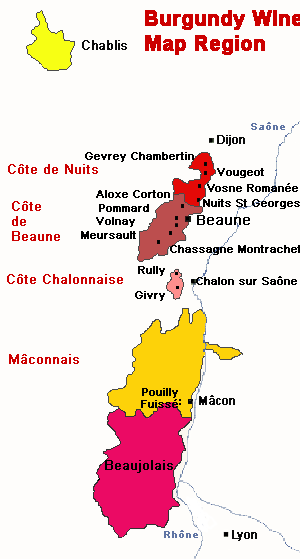 Burgundy Wine
Map Region
Chablis
Saône
Dijon
Gevrey Chambertin
Côte de Nuits
Vougeot
Vosne Romanée
Aloxe Corton
Nuits St Georges
Côte
de
Beaune
Pommard
Volnay
Beaune
Meursault
Chassagne Montrachet
Rully
Côte Chalonnaise
Chalon sur Saône
Givry
Mâconnais
Pouilly
Fuissé
Mâcon
Beaujolais
Rhône
Lyon